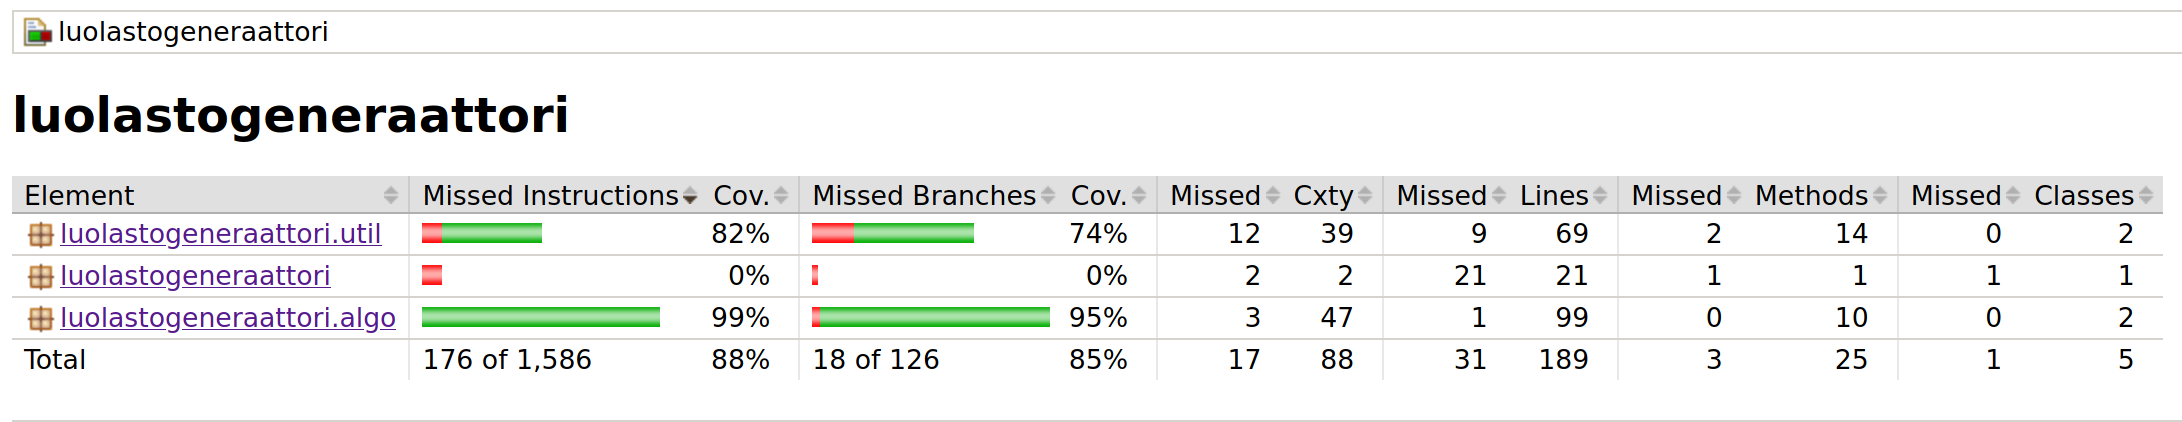 luolastogeneraattori
luolastogeneraattori
Element Missed Instructions Cov. Missed Branches Cov. Missed Cxty Missed Lines Missed Methods Missed Classes
luolastogeneraattori.util 82% 74% 12 39 9 69 2 14 0 2
luolastogeneraattori 0% 0% 2 2 21 21 1 1 1 1
luolastogeneraattori.algo 99% 95% 3 47 1 99 0 10 0 2
Total 176 of 1,586 88% 18 of 126 85% 17 88 31 189 3 25 1 5